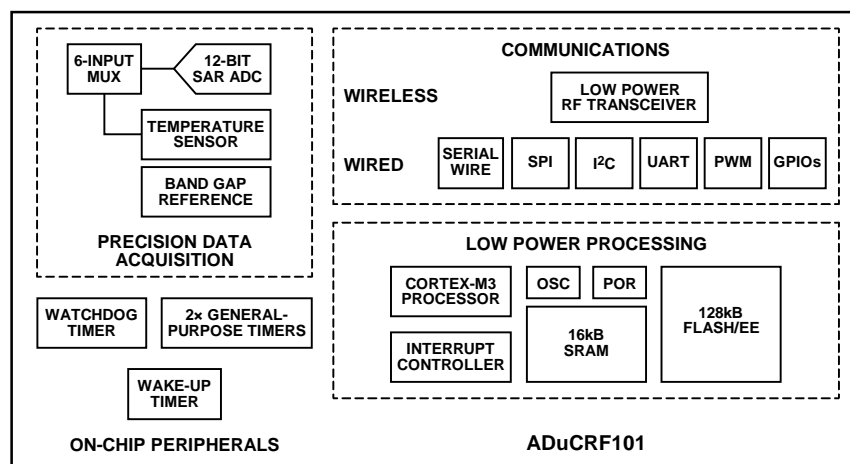 6-INPUT
MUX
12-BIT
SAR ADC
TEMPERATURE
SENSOR
BAND GAP
REFERENCE
PRECISION DATA
ACQUISITION
COMMUNICATIONS
WIRELESS
LOW POWER
RF TRANSCEIVER
WIRED
SERIAL
WIRE
SPI
I²C
UART
PWM
GPIOs
LOW POWER PROCESSING
CORTEX-M3
PROCESSOR
OSC
POR
128kB
FLASH/EE
INTERRUPT
CONTROLLER
16kB
SRAM
WATCHDOG
TIMER
2× GENERAL-
PURPOSE TIMERS
WAKE-UP
TIMER
ON-CHIP PERIPHERALS
ADuCRF101